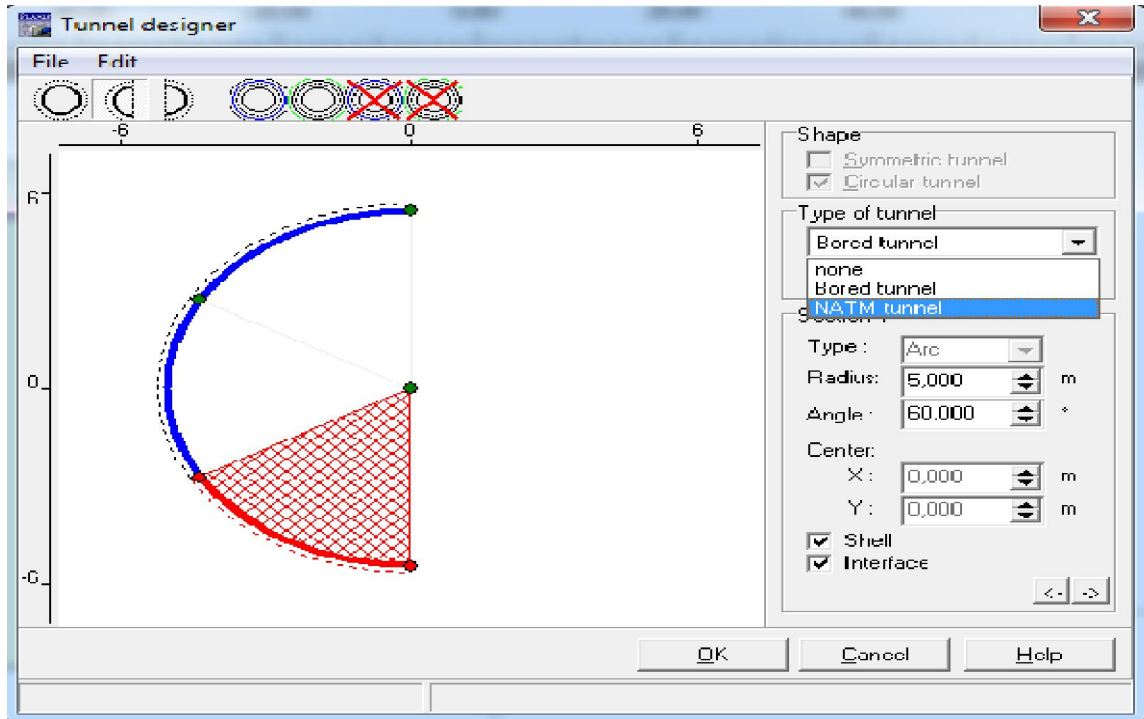 Tunnel designer
File Edit
-6 0 6
6
0
-6
Shape
Symmetric tunnel
Circular tunnel
Type of tunnel
Bored tunnel
none
Bored tunnel
NATM tunnel
Type :
Arc
Radius: 5,000 m
Angle : 60.000 °
Center:
X : 0,000 m
Y : 0,000 m
Shell
Interface
<- ->
OK Cancel Help